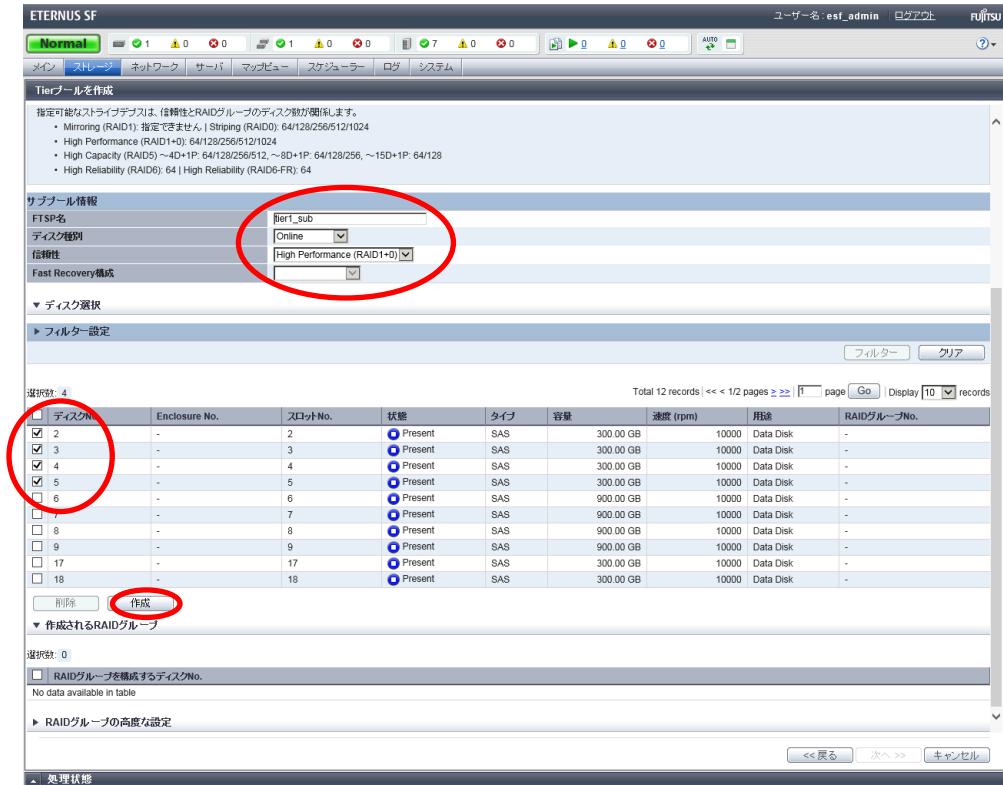 ETERNUS SF ユーザー名:esf_admin ログアウト FUJITSU
Normal 1 0 0 1 0 0 7 0 0 0 0 0 AUTO
メイン ストレージ ネットワーク サーバ マップビュー スケジューラー ログ システム
Tierプールを作成
指定可能なストライプデプスは、信頼性とRAIDグループのディスク数が関係します。
• Mirroring (RAID1): 指定できません | Striping (RAID0): 64/128/256/512/1024
• High Performance (RAID1+0): 64/128/256/512/1024
• High Capacity (RAID5) ~4D+1P: 64/128/256/512, ~8D+1P: 64/128/256, ~15D+1P: 64/128
• High Reliability (RAID6): 64 | High Reliability (RAID6-FR): 64
サブプール情報
FTSP名 tier1_sub
ディスク種別 Online
信頼性 High Performance (RAID1+0)
Fast Recovery構成
▼ ディスク選択
▶ フィルター設定
フィルター クリア
選択数: 4 Total 12 records | << < 1/2 pages > >> | 1 page Go | Display 10 records
ディスクNo. Enclosure No. スロットNo. 状態 タイプ 容量 速度 (rpm) 用途 RAIDグループNo.
2 - 2 Present SAS 300.00 GB 10000 Data Disk -
3 - 3 Present SAS 300.00 GB 10000 Data Disk -
4 - 4 Present SAS 300.00 GB 10000 Data Disk -
5 - 5 Present SAS 300.00 GB 10000 Data Disk -
6 - 6 Present SAS 900.00 GB 10000 Data Disk -
7 - 7 Present SAS 900.00 GB 10000 Data Disk -
8 - 8 Present SAS 900.00 GB 10000 Data Disk -
9 - 9 Present SAS 900.00 GB 10000 Data Disk -
17 - 17 Present SAS 300.00 GB 10000 Data Disk -
18 - 18 Present SAS 300.00 GB 10000 Data Disk -
削除 作成
▼ 作成されるRAIDグループ
選択数: 0
RAIDグループを構成するディスクNo.
No data available in table
▶ RAIDグループの高度な設定
<< 戻る 次へ >> キャンセル
処理状態